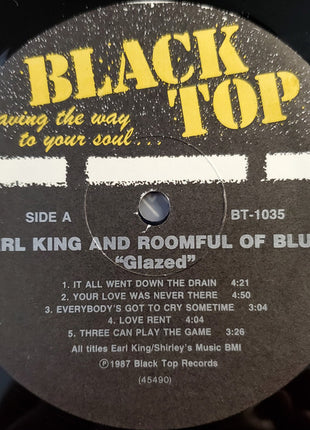 BLACK
TOP
aving the way
to your soul...
SIDE A
BT-1035
RL KING AND ROOMFUL OF BLU
"Glazed"
1. IT ALL WENT DOWN THE DRAIN 4:21
2. YOUR LOVE WAS NEVER THERE 4:50
3. EVERYBODY'S GOT TO CRY SOMETIME 3:04
4. LOVE RENT 4:04
5. THREE CAN PLAY THE GAME 3:26
All titles Earl King/Shirley's Music BMI
℗ 1987 Black Top Records
(45490)